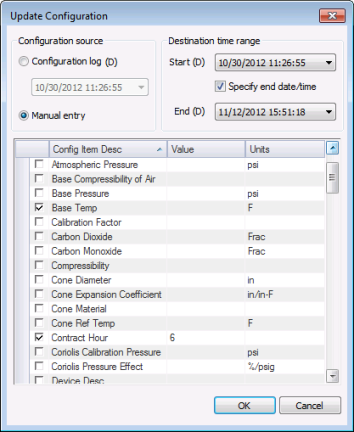 Update Configuration
Configuration source
Configuration log (D)
10/30/2012 11:26:55
Manual entry
Destination time range
Start (D) 10/30/2012 11:26:55
Specify end date/time
End (D) 11/12/2012 15:51:18
Config Item Desc Value Units
Atmospheric Pressure psi
Base Compressibility of Air
Base Pressure psi
Base Temp F
Calibration Factor
Carbon Dioxide Frac
Carbon Monoxide Frac
Compressibility
Cone Diameter in
Cone Expansion Coefficient in/in-F
Cone Material
Cone Ref Temp F
Contract Hour 6
Coriolis Calibration Pressure psi
Coriolis Pressure Effect %/psig
Device Desc
OK Cancel